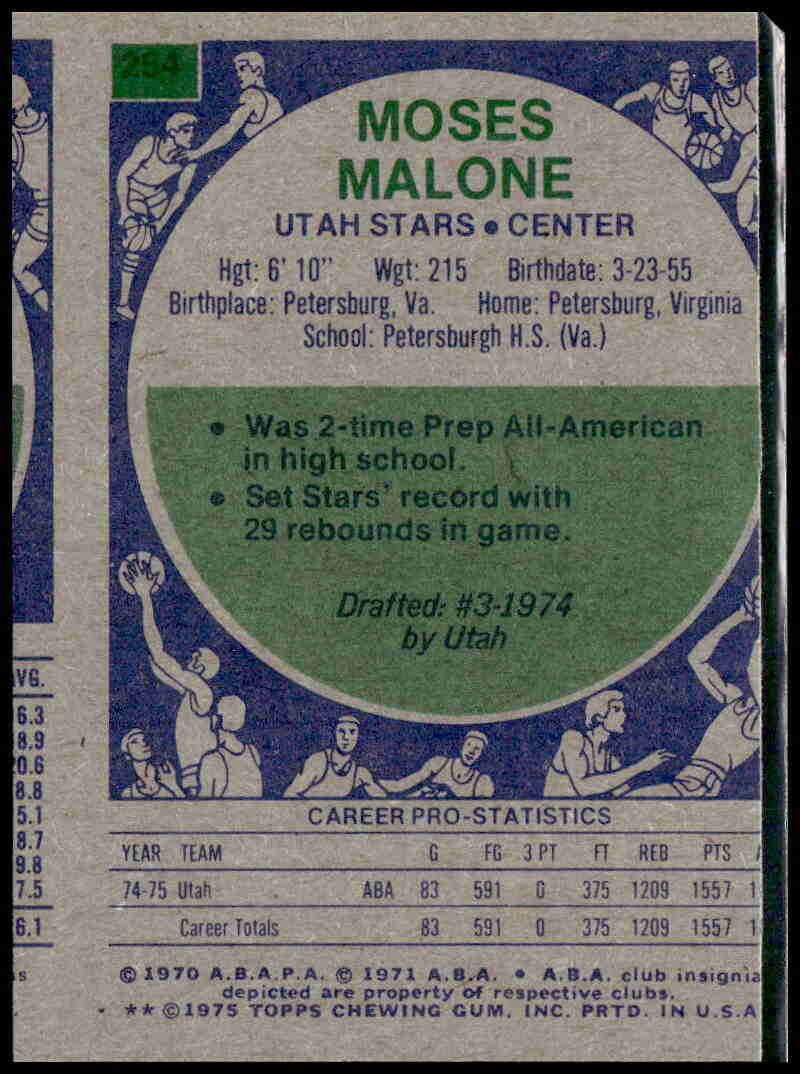 254
MOSES
MALONE
UTAH STARS • CENTER
Hgt: 6' 10" Wgt: 215 Birthdate: 3-23-55
Birthplace: Petersburg, Va. Home: Petersburg, Virginia
School: Petersburgh H.S. (Va.)
• Was 2-time Prep All-American
in high school.
• Set Stars' record with
29 rebounds in game.
Drafted: #3-1974
by Utah
VG.
6.3
8.9
20.6
8.8
5.1
8.7
9.8
7.5
6.1
CAREER PRO-STATISTICS
YEAR TEAM G FG 3 PT FT REB PTS
74-75 Utah ABA 83 591 0 375 1209 1557 1
Career Totals 83 591 0 375 1209 1557 1
© 1970 A.B.A.P.A. © 1971 A.B.A. • A.B.A. club insignia
depicted are property of respective clubs.
** © 1975 TOPPS CHEWING GUM, INC. PRTD. IN U.S.A